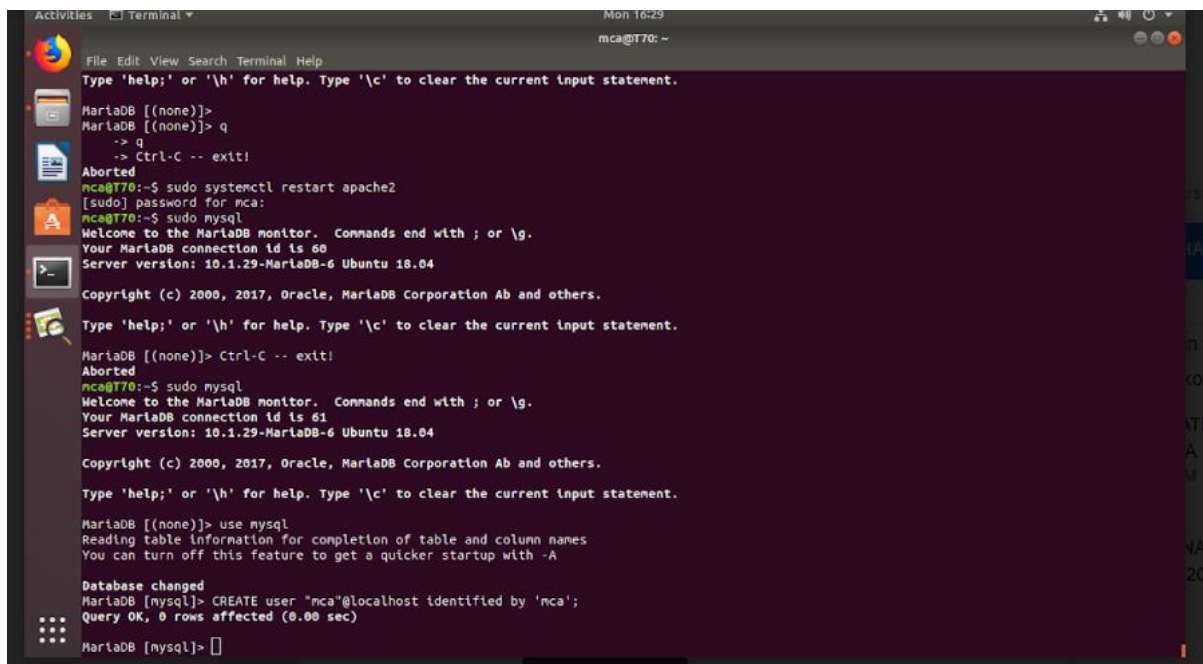 Activities Terminal Mon 16:29
mca@T70: ~
File Edit View Search Terminal Help
Type 'help;' or '\h' for help. Type '\c' to clear the current input statement.
MariaDB [(none)]>
MariaDB [(none)]> q
-> q
-> Ctrl-C -- exit!
Aborted
mca@T70:~$ sudo systemctl restart apache2
[sudo] password for mca:
mca@T70:~$ sudo mysql
Welcome to the MariaDB monitor. Commands end with ; or \g.
Your MariaDB connection id is 60
Server version: 10.1.29-MariaDB-6 Ubuntu 18.04
Copyright (c) 2000, 2017, Oracle, MariaDB Corporation Ab and others.
Type 'help;' or '\h' for help. Type '\c' to clear the current input statement.
MariaDB [(none)]> Ctrl-C -- exit!
Aborted
mca@T70:~$ sudo mysql
Welcome to the MariaDB monitor. Commands end with ; or \g.
Your MariaDB connection id is 61
Server version: 10.1.29-MariaDB-6 Ubuntu 18.04
Copyright (c) 2000, 2017, Oracle, MariaDB Corporation Ab and others.
Type 'help;' or '\h' for help. Type '\c' to clear the current input statement.
MariaDB [(none)]> use mysql
Reading table information for completion of table and column names
You can turn off this feature to get a quicker startup with -A
Database changed
MariaDB [mysql]> CREATE user "mca"@localhost identified by 'mca';
Query OK, 0 rows affected (0.00 sec)
MariaDB [mysql]>